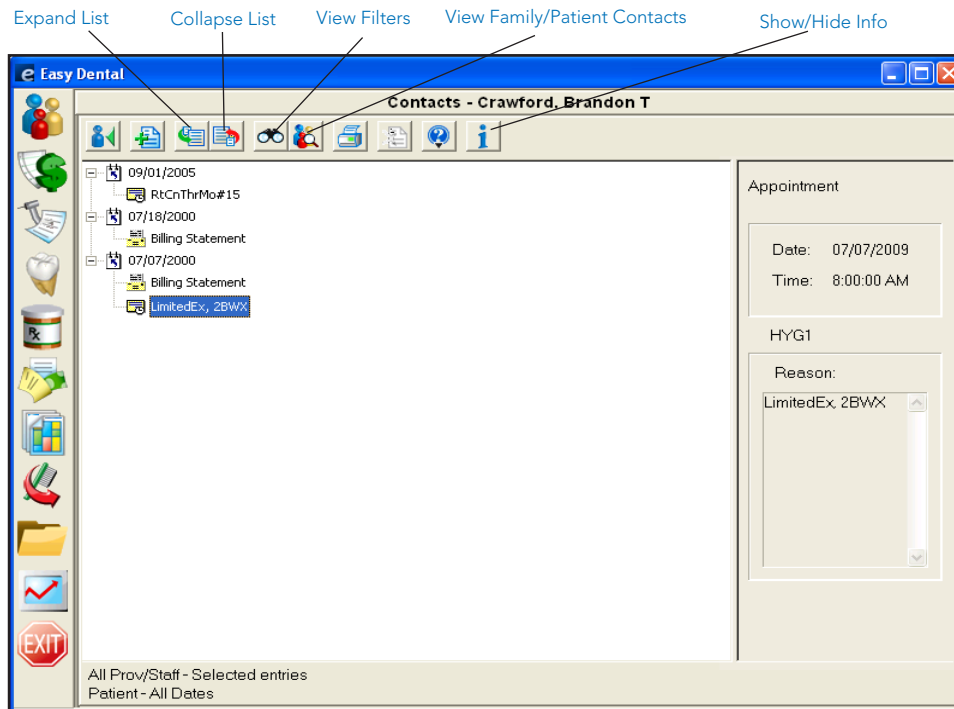 Expand List
Collapse List
View Filters
View Family/Patient Contacts
Show/Hide Info
e Easy Dental
Contacts - Crawford, Brandon T
09/01/2005
RtCnThrMo#15
07/18/2000
Billing Statement
07/07/2000
Billing Statement
LimitedEx, 2BWX
Appointment
Date: 07/07/2009
Time: 8:00:00 AM
HYG1
Reason:
LimitedEx, 2BWX
Rx
EXIT
All Prov/Staff - Selected entries
Patient - All Dates